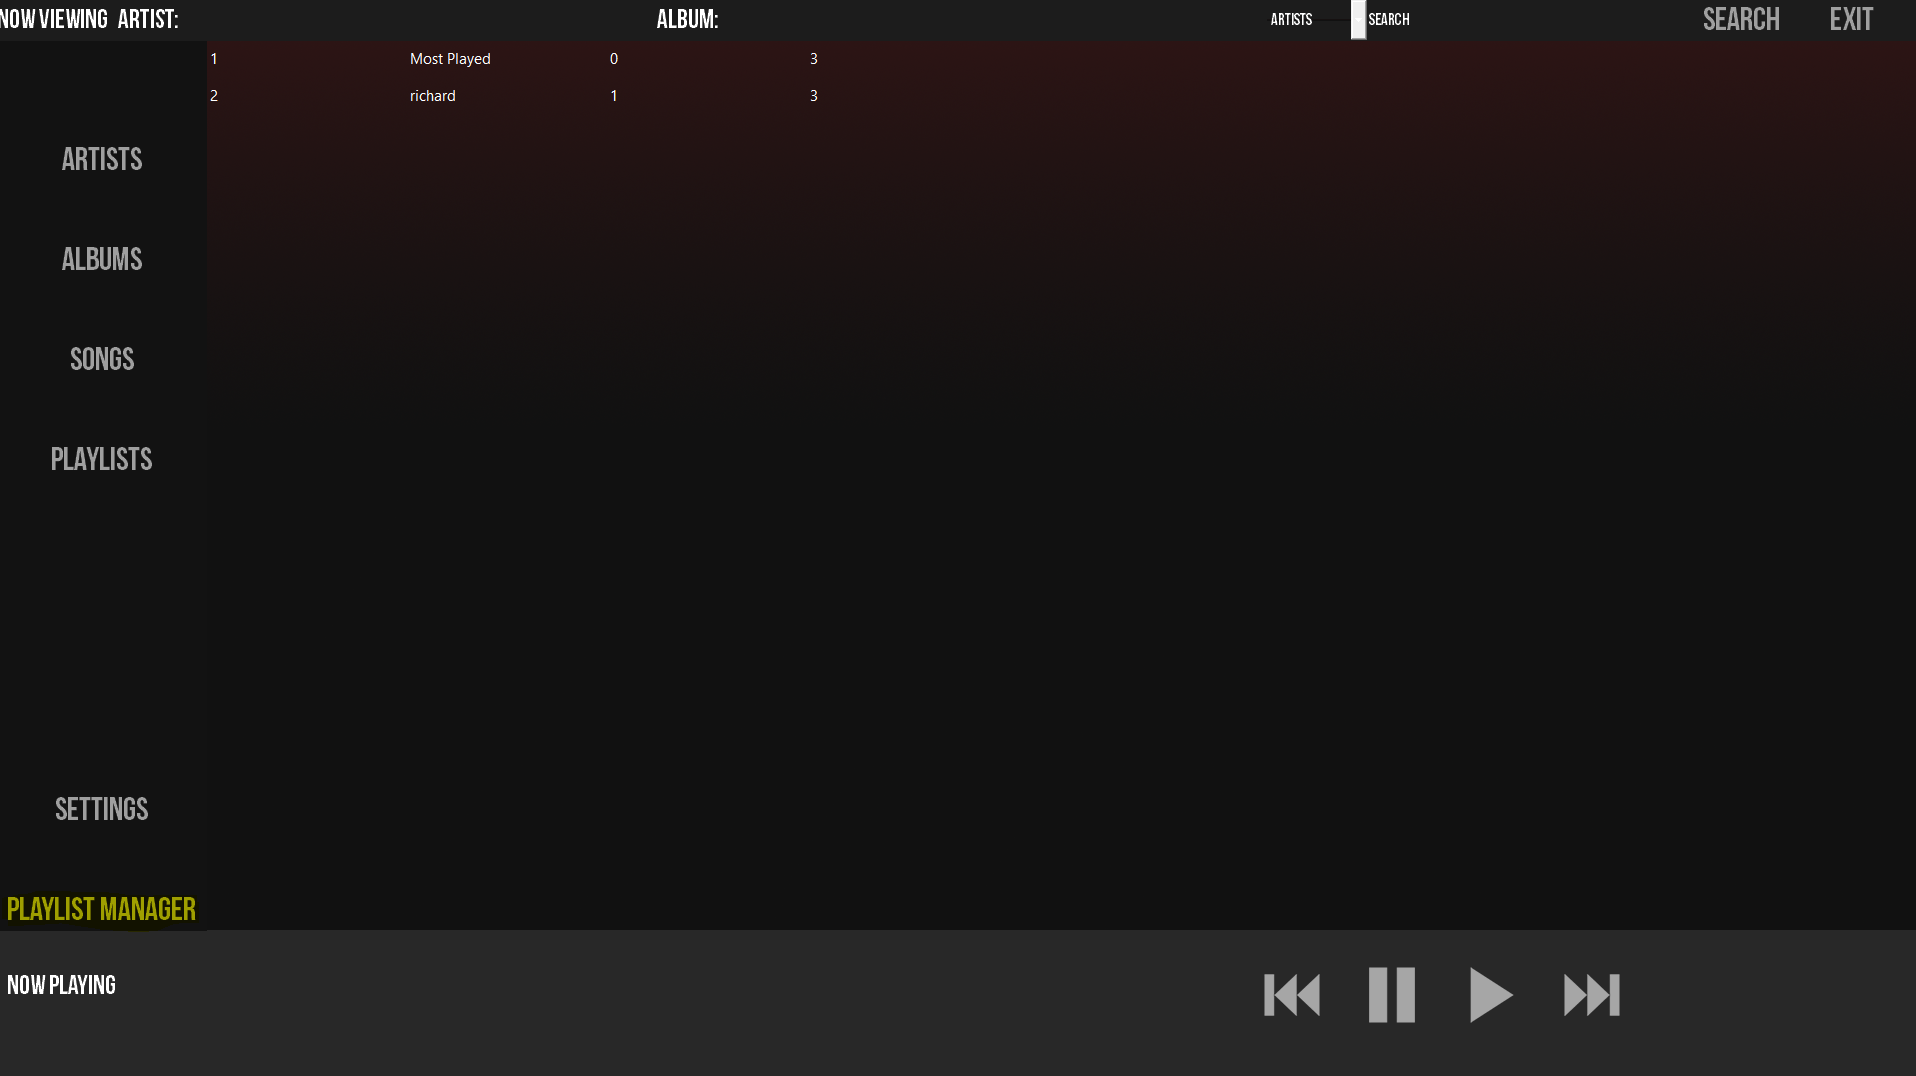 NOW VIEWING ARTIST: ALBUM: ARTISTS SEARCH SEARCH EXIT
1 Most Played 0 3
2 richard 1 3
ARTISTS
ALBUMS
SONGS
PLAYLISTS
SETTINGS
PLAYLIST MANAGER
NOW PLAYING